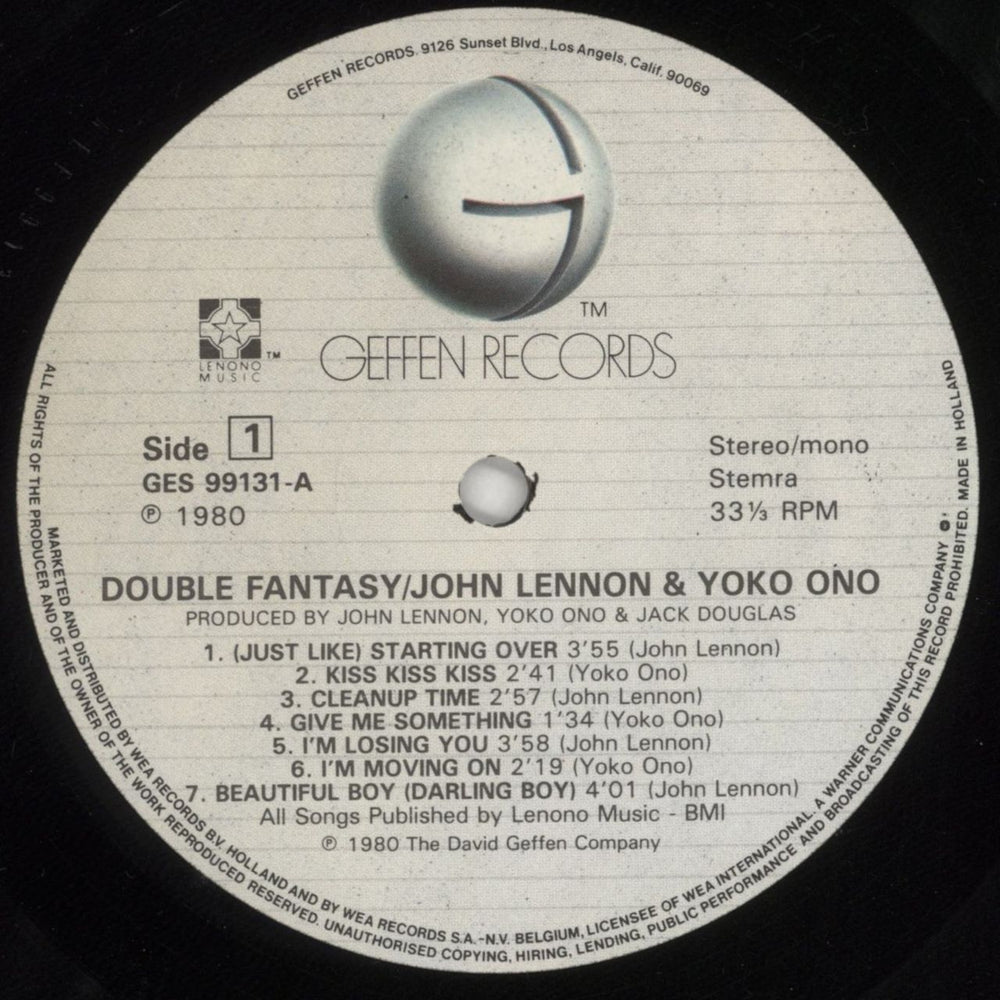 GEFFEN RECORDS. 9126 Sunset Blvd., Los Angels, Calif. 90069
TM
LENONO TM
MUSIC
GEFFEN RECORDS
Side 1
GES 99131-A
℗ 1980
Stereo/mono
Stemra
33⅓ RPM
DOUBLE FANTASY/JOHN LENNON & YOKO ONO
PRODUCED BY JOHN LENNON, YOKO ONO & JACK DOUGLAS
1. (JUST LIKE) STARTING OVER 3'55 (John Lennon)
2. KISS KISS KISS 2'41 (Yoko Ono)
3. CLEANUP TIME 2'57 (John Lennon)
4. GIVE ME SOMETHING 1'34 (Yoko Ono)
5. I'M LOSING YOU 3'58 (John Lennon)
6. I'M MOVING ON 2'19 (Yoko Ono)
7. BEAUTIFUL BOY (DARLING BOY) 4'01 (John Lennon)
All Songs Published by Lenono Music - BMI
℗ 1980 The David Geffen Company
MARKETED AND DISTRIBUTED BY WEA RECORDS B.V. HOLLAND AND BY WEA RECORDS S.A.-N.V. BELGIUM, LICENSEE OF WEA INTERNATIONAL. A WARNER COMMUNICATIONS COMPANY
ALL RIGHTS OF THE PRODUCER AND OF THE OWNER OF THE WORK REPRODUCED RESERVED. UNAUTHORISED COPYING, HIRING, LENDING, PUBLIC PERFORMANCE AND BROADCASTING OF THIS RECORD PROHIBITED. MADE IN HOLLAND